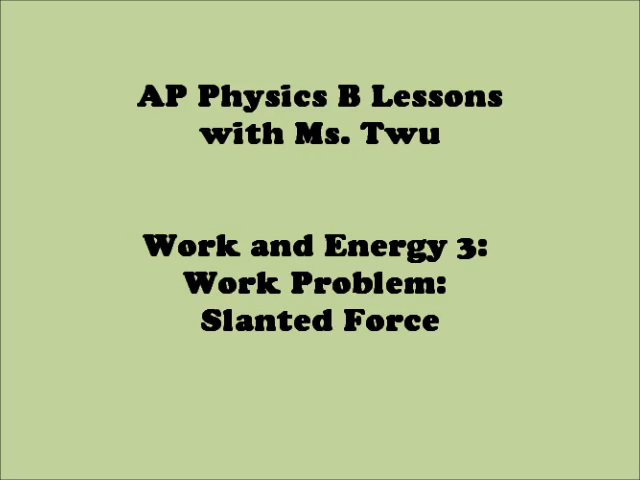 AP Physics B Lessons
with Ms. Twu
Work and Energy 3:
Work Problem:
Slanted Force